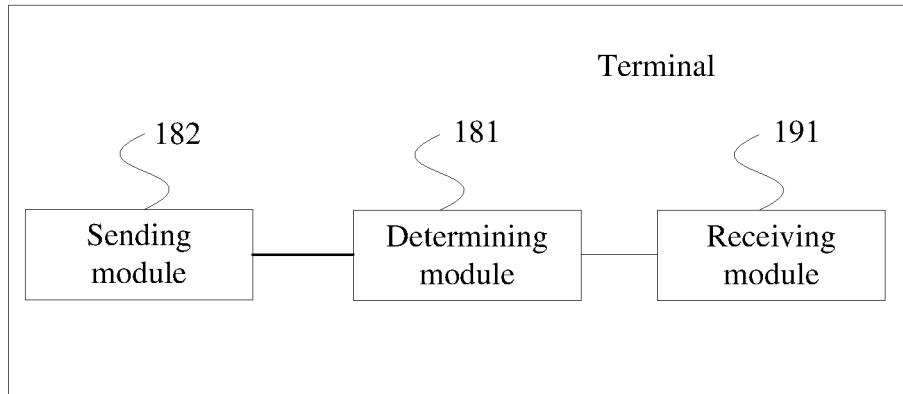 Terminal
182
181
191
Sending
module
Determining
module
Receiving
module